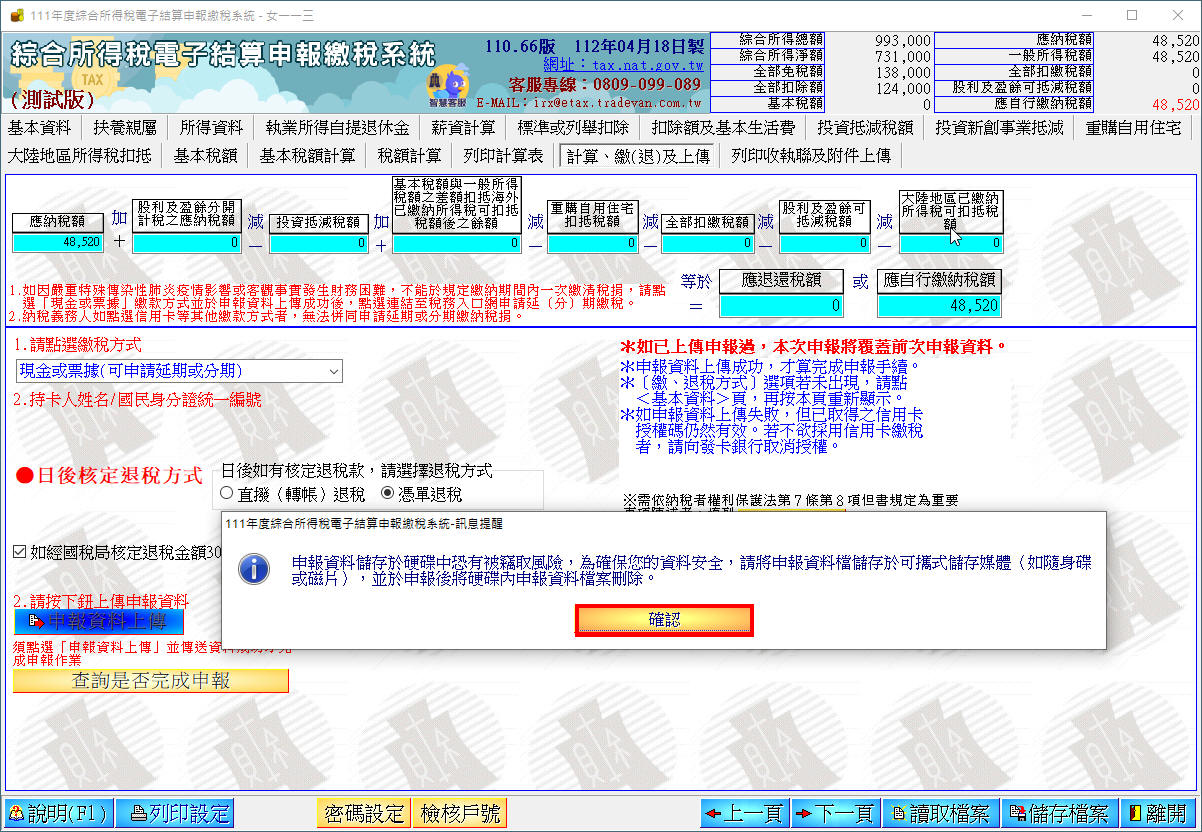 111年度綜合所得稅電子結算申報繳稅系統 - 女一一三
綜合所得稅電子結算申報繳稅系統
TAX
(測試版)
110.66版 112年04月18日製
網址：tax.nat.gov.tw
客服專線：0809-099-089
E-MAIL：irx@etax.tradevan.com.tw
智慧客服
綜合所得總額 993,000 應納稅額 48,520
綜合所得淨額 731,000 一般所得稅額 48,520
全部免稅額 138,000 全部扣繳稅額 0
全部扣除額 124,000 股利及盈餘可抵減稅額 0
基本稅額 0 應自行繳納稅額 48,520
基本資料 扶養親屬 所得資料 執業所得自提退休金 薪資計算 標準或列舉扣除 扣除額及基本生活費 投資抵減稅額 投資新創事業抵減 重購自用住宅
大陸地區所得稅扣抵 基本稅額 基本稅額計算 稅額計算 列印計算表 計算、繳(退)及上傳 列印收執聯及附件上傳
應納稅額
48,520
加
＋
股利及盈餘分開
計稅之應納稅額
0
減
－
投資抵減稅額
0
加
＋
基本稅額與一般所得
稅額之差額扣抵海外
已繳納所得稅可扣抵
稅額後之餘額
0
減
－
重購自用住宅
扣抵稅額
0
減
－
全部扣繳稅額
0
減
－
股利及盈餘可
抵減稅額
0
減
－
大陸地區已繳納
所得稅可扣抵稅
額
0
1.如因嚴重特殊傳染性肺炎疫情影響或客觀事實發生財務困難，不能於規定繳納期間內一次繳清稅捐，請點
選「現金或票據」繳款方式並於申報資料上傳成功後，點選連結至稅務入口網申請延（分）期繳稅。
2.納稅義務人如點選信用卡等其他繳款方式者，無法併同申請延期或分期繳納稅捐。
等於
＝
應退還稅額
0
或
應自行繳納稅額
48,520
1.請點選繳稅方式
現金或票據(可申請延期或分期)
2.持卡人姓名/國民身分證統一編號
＊如已上傳申報過，本次申報將覆蓋前次申報資料。
＊申報資料上傳成功，才算完成申報手續。
＊〔繳、退稅方式〕選項若未出現，請點
＜基本資料＞頁，再按本頁重新顯示。
＊如申報資料上傳失敗，但已取得之信用卡
授權碼仍然有效。若不欲採用信用卡繳稅
者，請向發卡銀行取消授權。
●日後核定退稅方式
日後如有核定退稅款，請選擇退稅方式
直撥（轉帳）退稅 憑單退稅
※需依納稅者權利保護法第７條第８項但書規定為重要
111年度綜合所得稅電子結算申報繳稅系統-訊息提醒
申報資料儲存於硬碟中恐有被竊取風險，為確保您的資料安全，請將申報資料檔儲存於可攜式儲存媒體（如隨身碟
或磁片），並於申報後將硬碟內申報資料檔案刪除。
確認
如經國稅局核定退稅金額30
2.請按下鈕上傳申報資料
申報資料上傳
須點選「申報資料上傳」並傳送資料成功才完
成申報作業
查詢是否完成申報
說明(F1) 列印設定 密碼設定 檢核戶號 上一頁 下一頁 讀取檔案 儲存檔案 離開